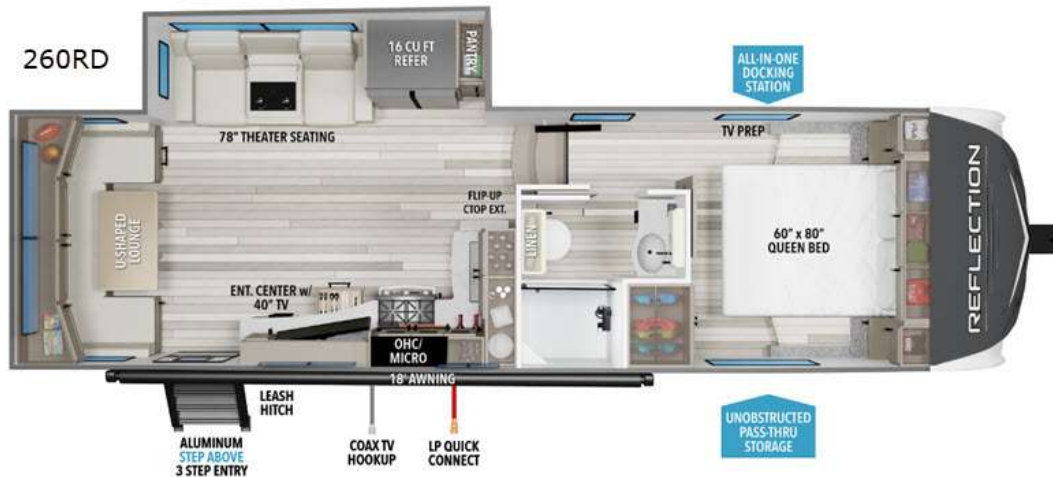 260RD
16 CU FT
REFER
PANTRY
ALL-IN-ONE
DOCKING
STATION
78" THEATER SEATING
TV PREP
U-SHAPED
LOUNGE
FLIP-UP
CTOP EXT.
LINEN
60" x 80"
QUEEN BED
REFLECTION
ENT. CENTER w/
40" TV
OHC/
MICRO
18' AWNING
LEASH
HITCH
ALUMINUM
STEP ABOVE
3 STEP ENTRY
COAX TV
HOOKUP
LP QUICK
CONNECT
UNOBSTRUCTED
PASS-THRU
STORAGE